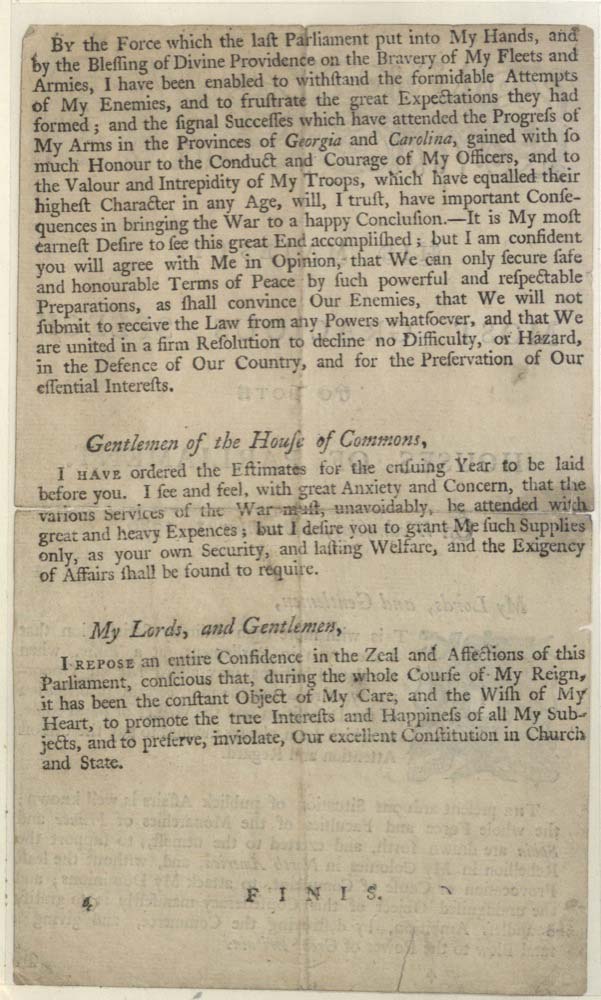 By the Force which the laſt Parliament put into My Hands, and
by the Bleſſing of Divine Providence on the Bravery of My Fleets and
Armies, I have been enabled to withſtand the formidable Attempts
of My Enemies, and to fruſtrate the great Expectations they had
formed; and the ſignal Succeſſes which have attended the Progreſs of
My Arms in the Provinces of Georgia and Carolina, gained with ſo
much Honour to the Conduct and Courage of My Officers, and to
the Valour and Intrepidity of My Troops, which have equalled their
higheſt Character in any Age, will, I truſt, have important Conſe-
quences in bringing the War to a happy Concluſion.—It is My moſt
earneſt Deſire to ſee this great End accompliſhed; but I am confident
you will agree with Me in Opinion, that We can only ſecure ſafe
and honourable Terms of Peace by ſuch powerful and reſpectable
Preparations, as ſhall convince Our Enemies, that We will not
ſubmit to receive the Law from any Powers whatſoever, and that We
are united in a firm Reſolution to decline no Difficulty, or Hazard,
in the Defence of Our Country, and for the Preſervation of Our
eſſential Intereſts.
Gentlemen of the Houſe of Commons,
I HAVE ordered the Eſtimates for the enſuing Year to be laid
before you. I ſee and feel, with great Anxiety and Concern, that the
various Services of the War muſt, unavoidably, be attended with
great and heavy Expences; but I deſire you to grant Me ſuch Supplies
only, as your own Security, and laſting Welfare, and the Exigency
of Affairs ſhall be found to require.
My Lords, and Gentlemen,
I REPOSE an entire Confidence in the Zeal and Affections of this
Parliament, conſcious that, during the whole Courſe of My Reign,
it has been the conſtant Object of My Care, and the Wiſh of My
Heart, to promote the true Intereſts and Happineſs of all My Sub-
jects, and to preſerve, inviolate, Our excellent Conſtitution in Church
and State.
FINIS.